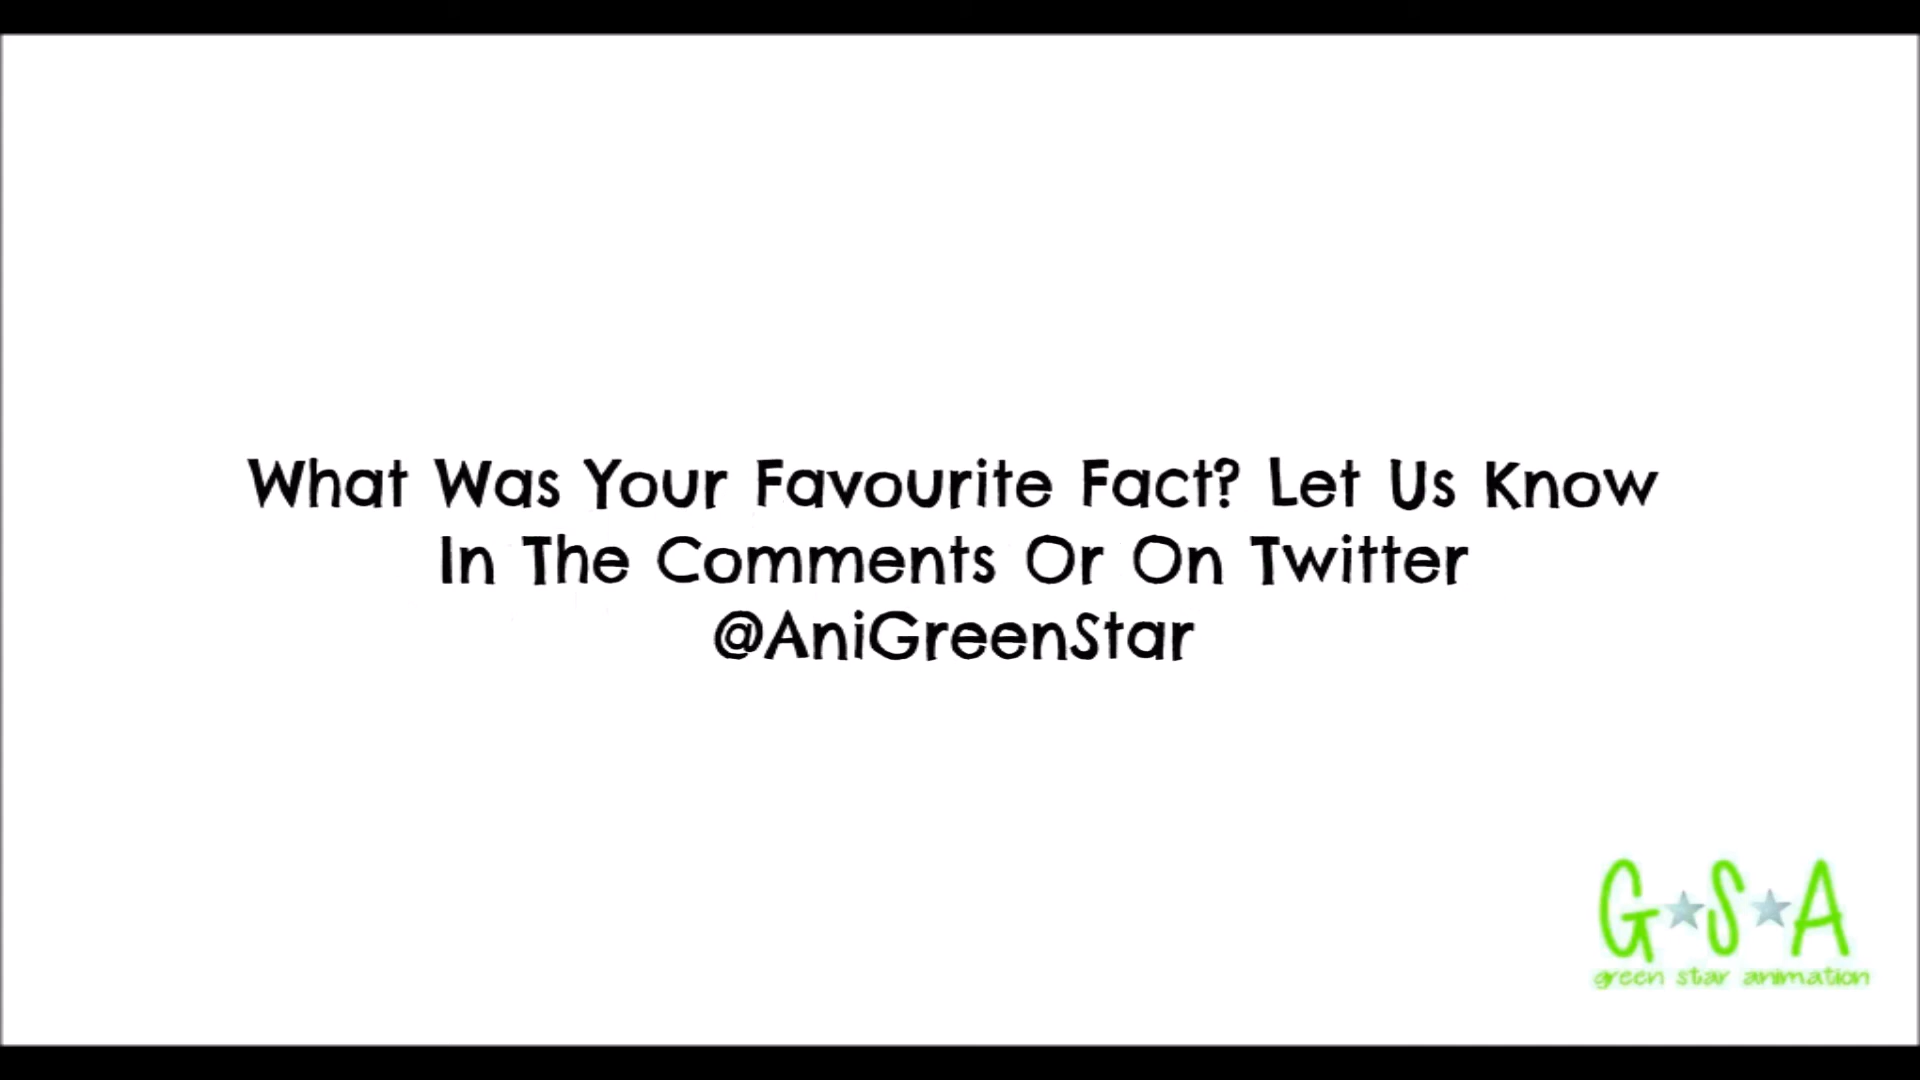 What Was Your Favourite Fact? Let Us Know
In The Comments Or On Twitter
@AniGreenStar
G★S★A
green star animation